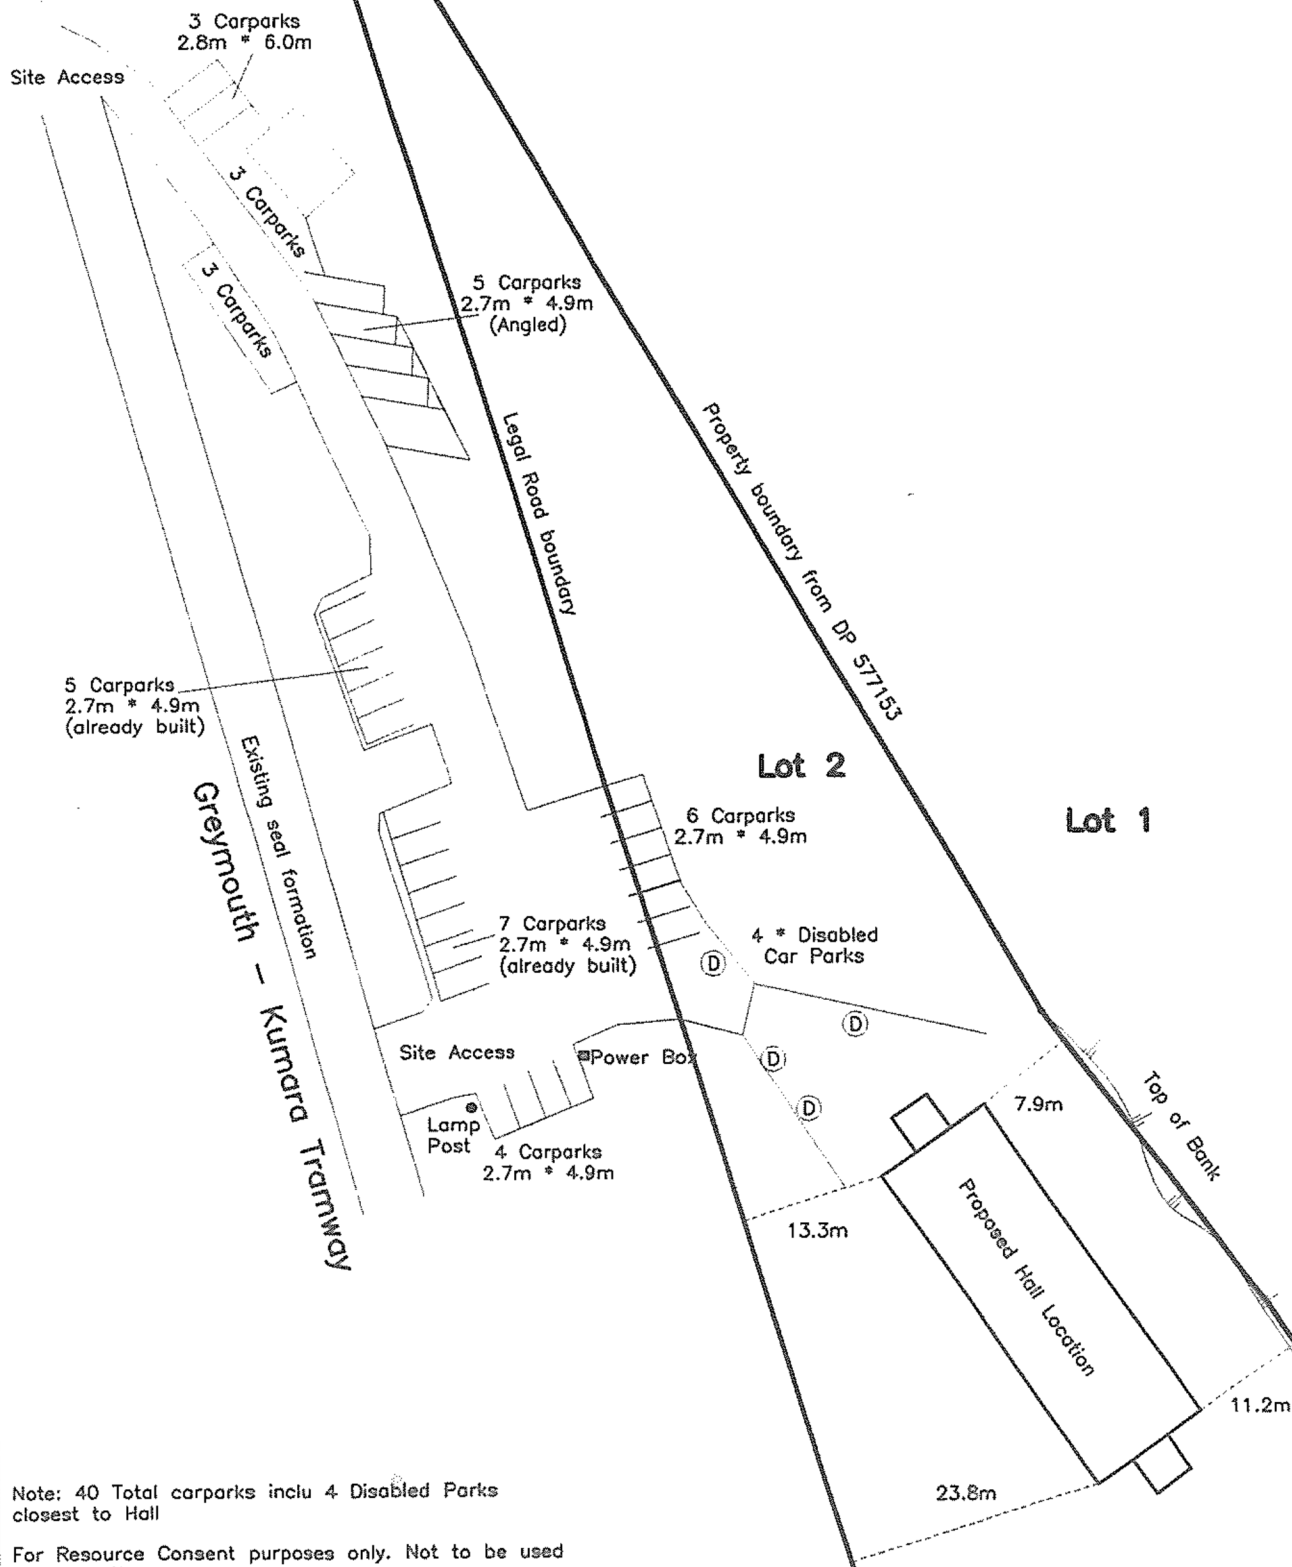 3 Carparks
2.8m * 6.0m
Site Access
3 Carparks
3 Carparks
5 Carparks
2.7m * 4.9m
(Angled)
Legal Road boundary
Property boundary from DP 577153
5 Carparks
2.7m * 4.9m
(already built)
Existing seal formation
Greymouth - Kumara Tramway
Lot 2
Lot 1
6 Carparks
2.7m * 4.9m
7 Carparks
2.7m * 4.9m
(already built)
4 * Disabled
Car Parks
D
D
D
D
Site Access
Power Box
Lamp
Post
4 Carparks
2.7m * 4.9m
7.9m
Top of Bank
13.3m
Proposed Hall Location
11.2m
23.8m
Note: 40 Total carparks inclu 4 Disabled Parks
closest to Hall
For Resource Consent purposes only. Not to be used